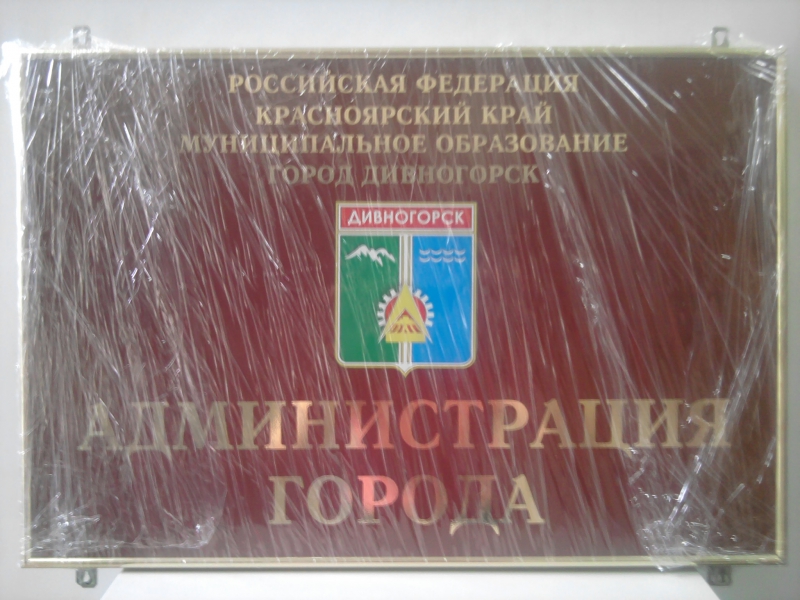 РОССИЙСКАЯ ФЕДЕРАЦИЯ
КРАСНОЯРСКИЙ КРАЙ
МУНИЦИПАЛЬНОЕ ОБРАЗОВАНИЕ
ГОРОД ДИВНОГОРСК
ДИВНОГОРСК
АДМИНИСТРАЦИЯ
ГОРОДА